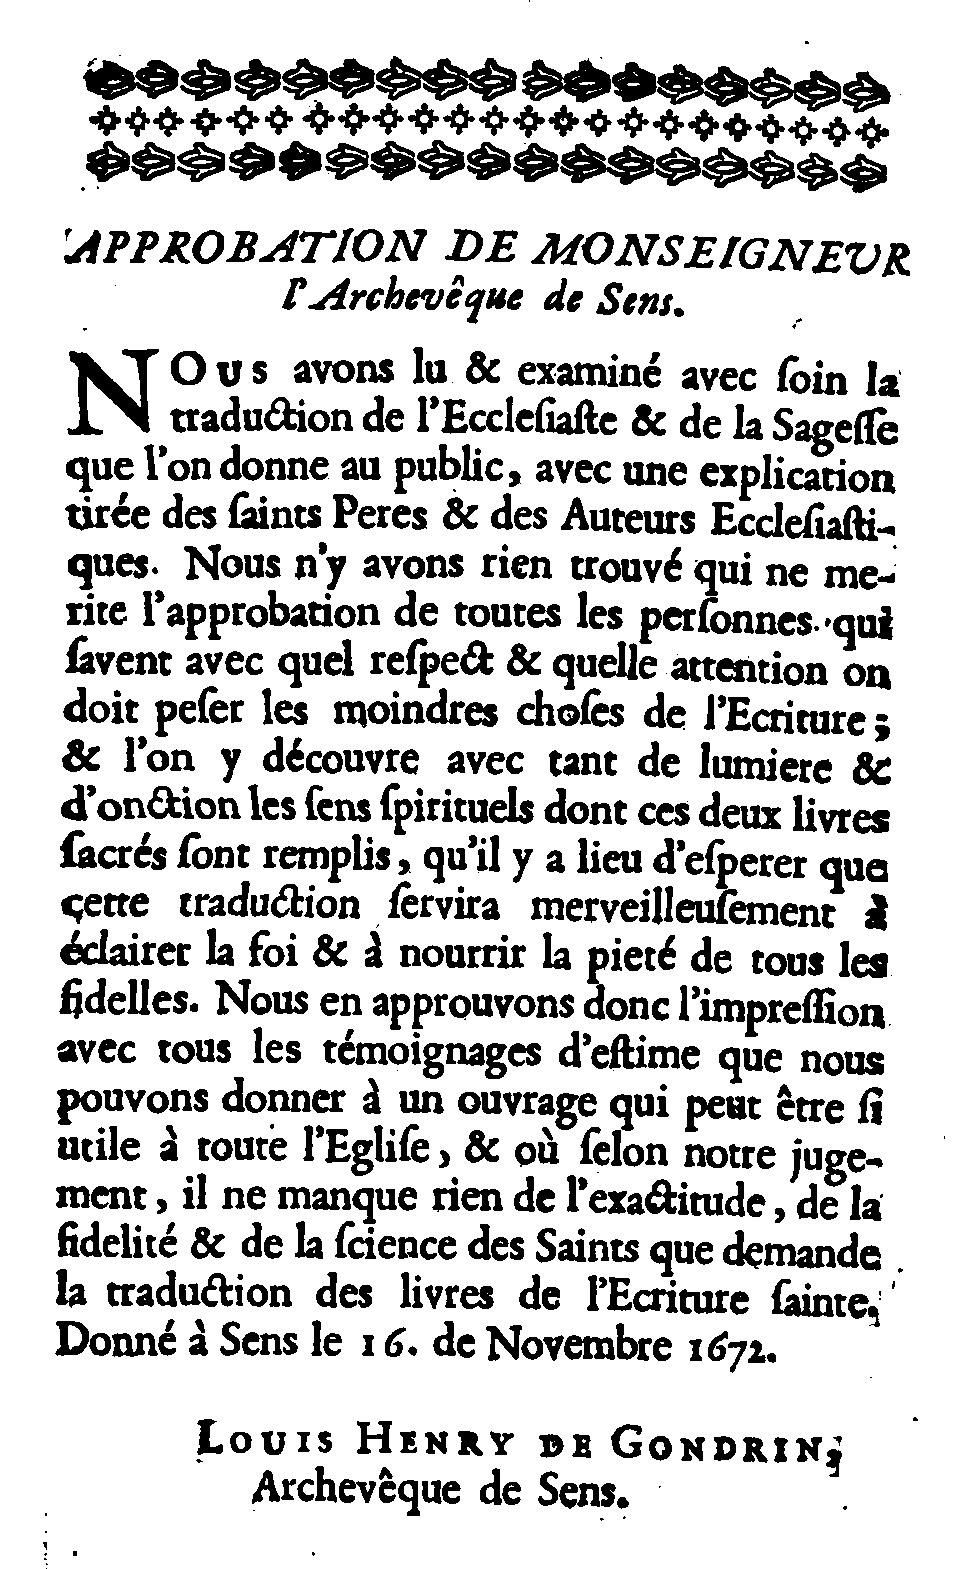 APPROBATION DE MONSEIGNEVR
l'Archevêque de Sens.
NOus avons lu & examiné avec ſoin la
traduction de l'Eccleſiaſte & de la Sageſſe
que l'on donne au public, avec une explication
tirée des ſaints Peres & des Auteurs Eccleſiaſti-
ques. Nous n'y avons rien trouvé qui ne me-
rite l'approbation de toutes les perſonnes qui
ſavent avec quel reſpect & quelle attention on
doit peſer les moindres choſes de l'Ecriture;
& l'on y découvre avec tant de lumiere &
d'onction les ſens ſpirituels dont ces deux livres
ſacrés ſont remplis, qu'il y a lieu d'eſperer que
cette traduction ſervira merveilleuſement à
éclairer la foi & à nourrir la pieté de tous les
fidelles. Nous en approuvons donc l'impreſſion
avec tous les témoignages d'eſtime que nous
pouvons donner à un ouvrage qui peut être ſi
utile à toute l'Egliſe, & où ſelon notre juge-
ment, il ne manque rien de l'exactitude, de la
fidelité & de la ſcience des Saints que demande
la traduction des livres de l'Ecriture ſainte.
Donné à Sens le 16. de Novembre 1672.
LOUIS HENRY DE GONDRIN,
Archevêque de Sens.